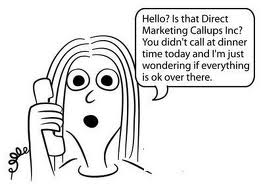 Hello? Is that Direct
Marketing Callups Inc?
You didn't call at dinner
time today and I'm just
wondering if everything
is ok over there.